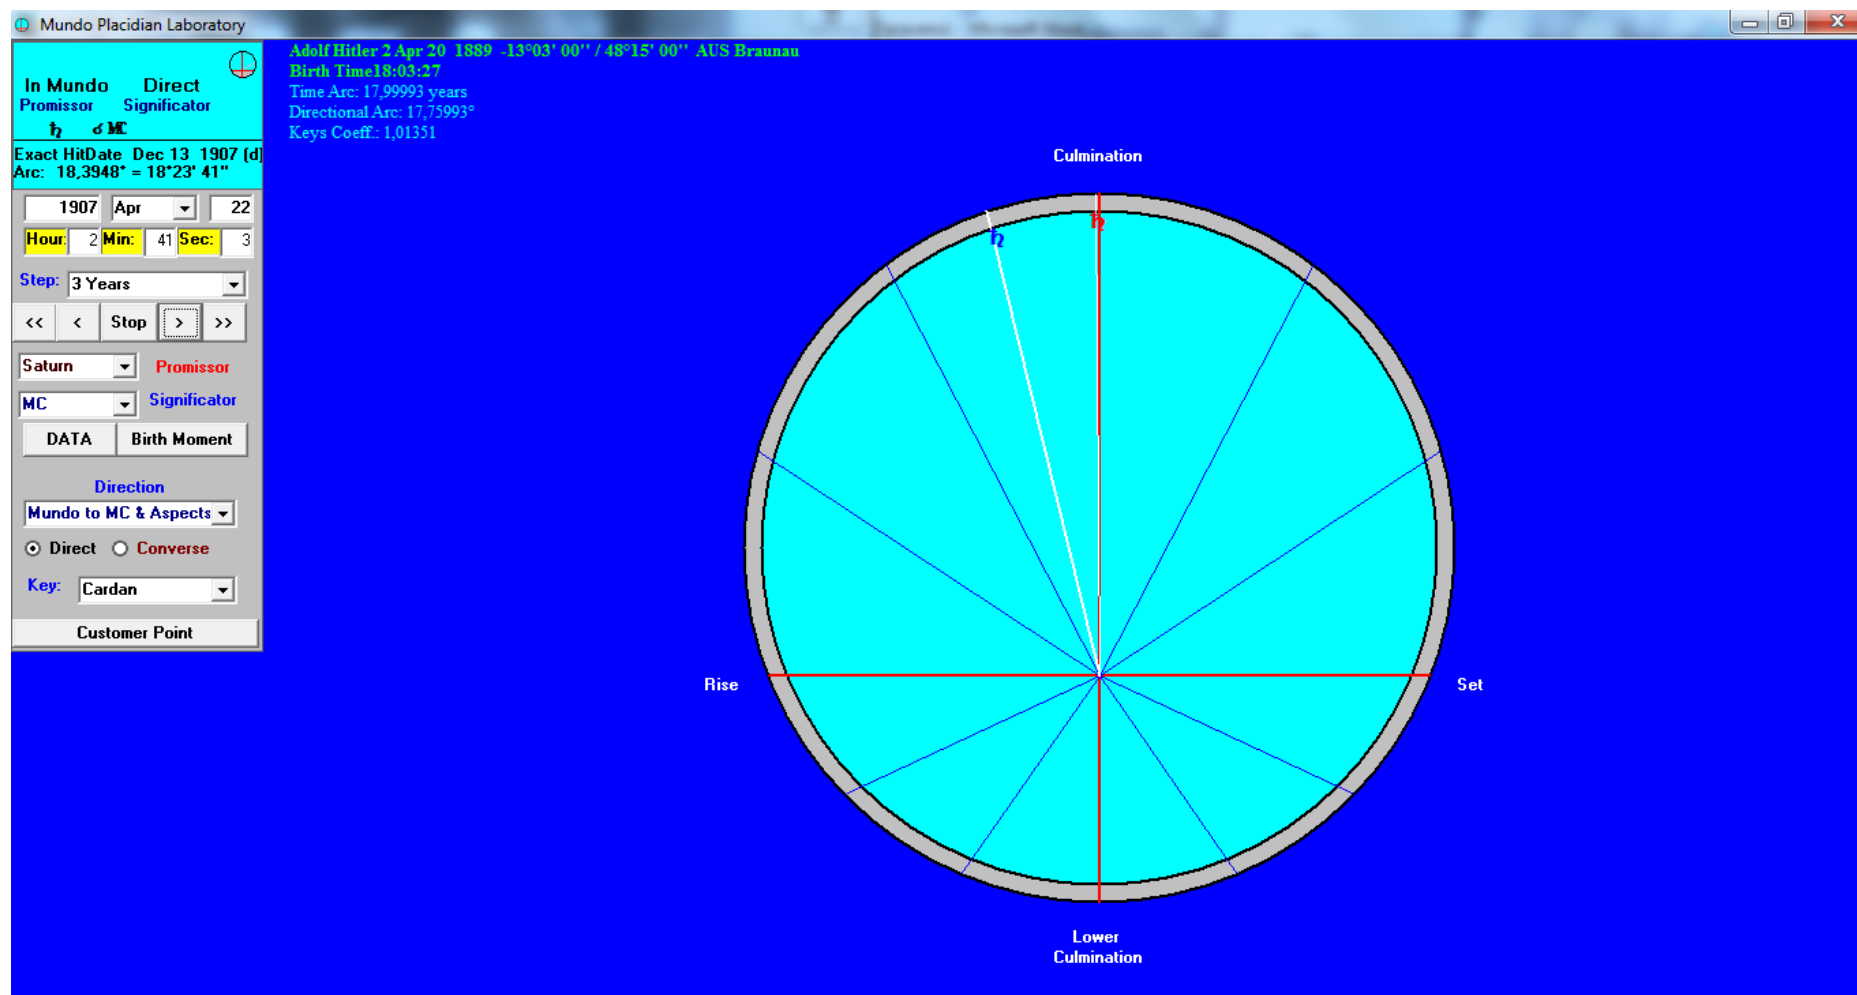 Mundo Placidian Laboratory
In Mundo Direct
Promissor Significator
♄ ☌ MC
Exact HitDate Dec 13 1907 (d)
Arc: 18,3948° = 18°23' 41"
1907 Apr 22
Hour: 2 Min: 41 Sec: 3
Step: 3 Years
<< < Stop > >>
Saturn Promissor
MC Significator
DATA Birth Moment
Direction
Mundo to MC & Aspects
Direct Converse
Key: Cardan
Customer Point
Adolf Hitler 2 Apr 20 1889 -13°03' 00'' / 48°15' 00'' AUS Braunau
Birth Time18:03:27
Time Arc: 17,99993 years
Directional Arc: 17,75993°
Keys Coeff.: 1,01351
Culmination
♄
♄
Rise
Set
Lower
Culmination